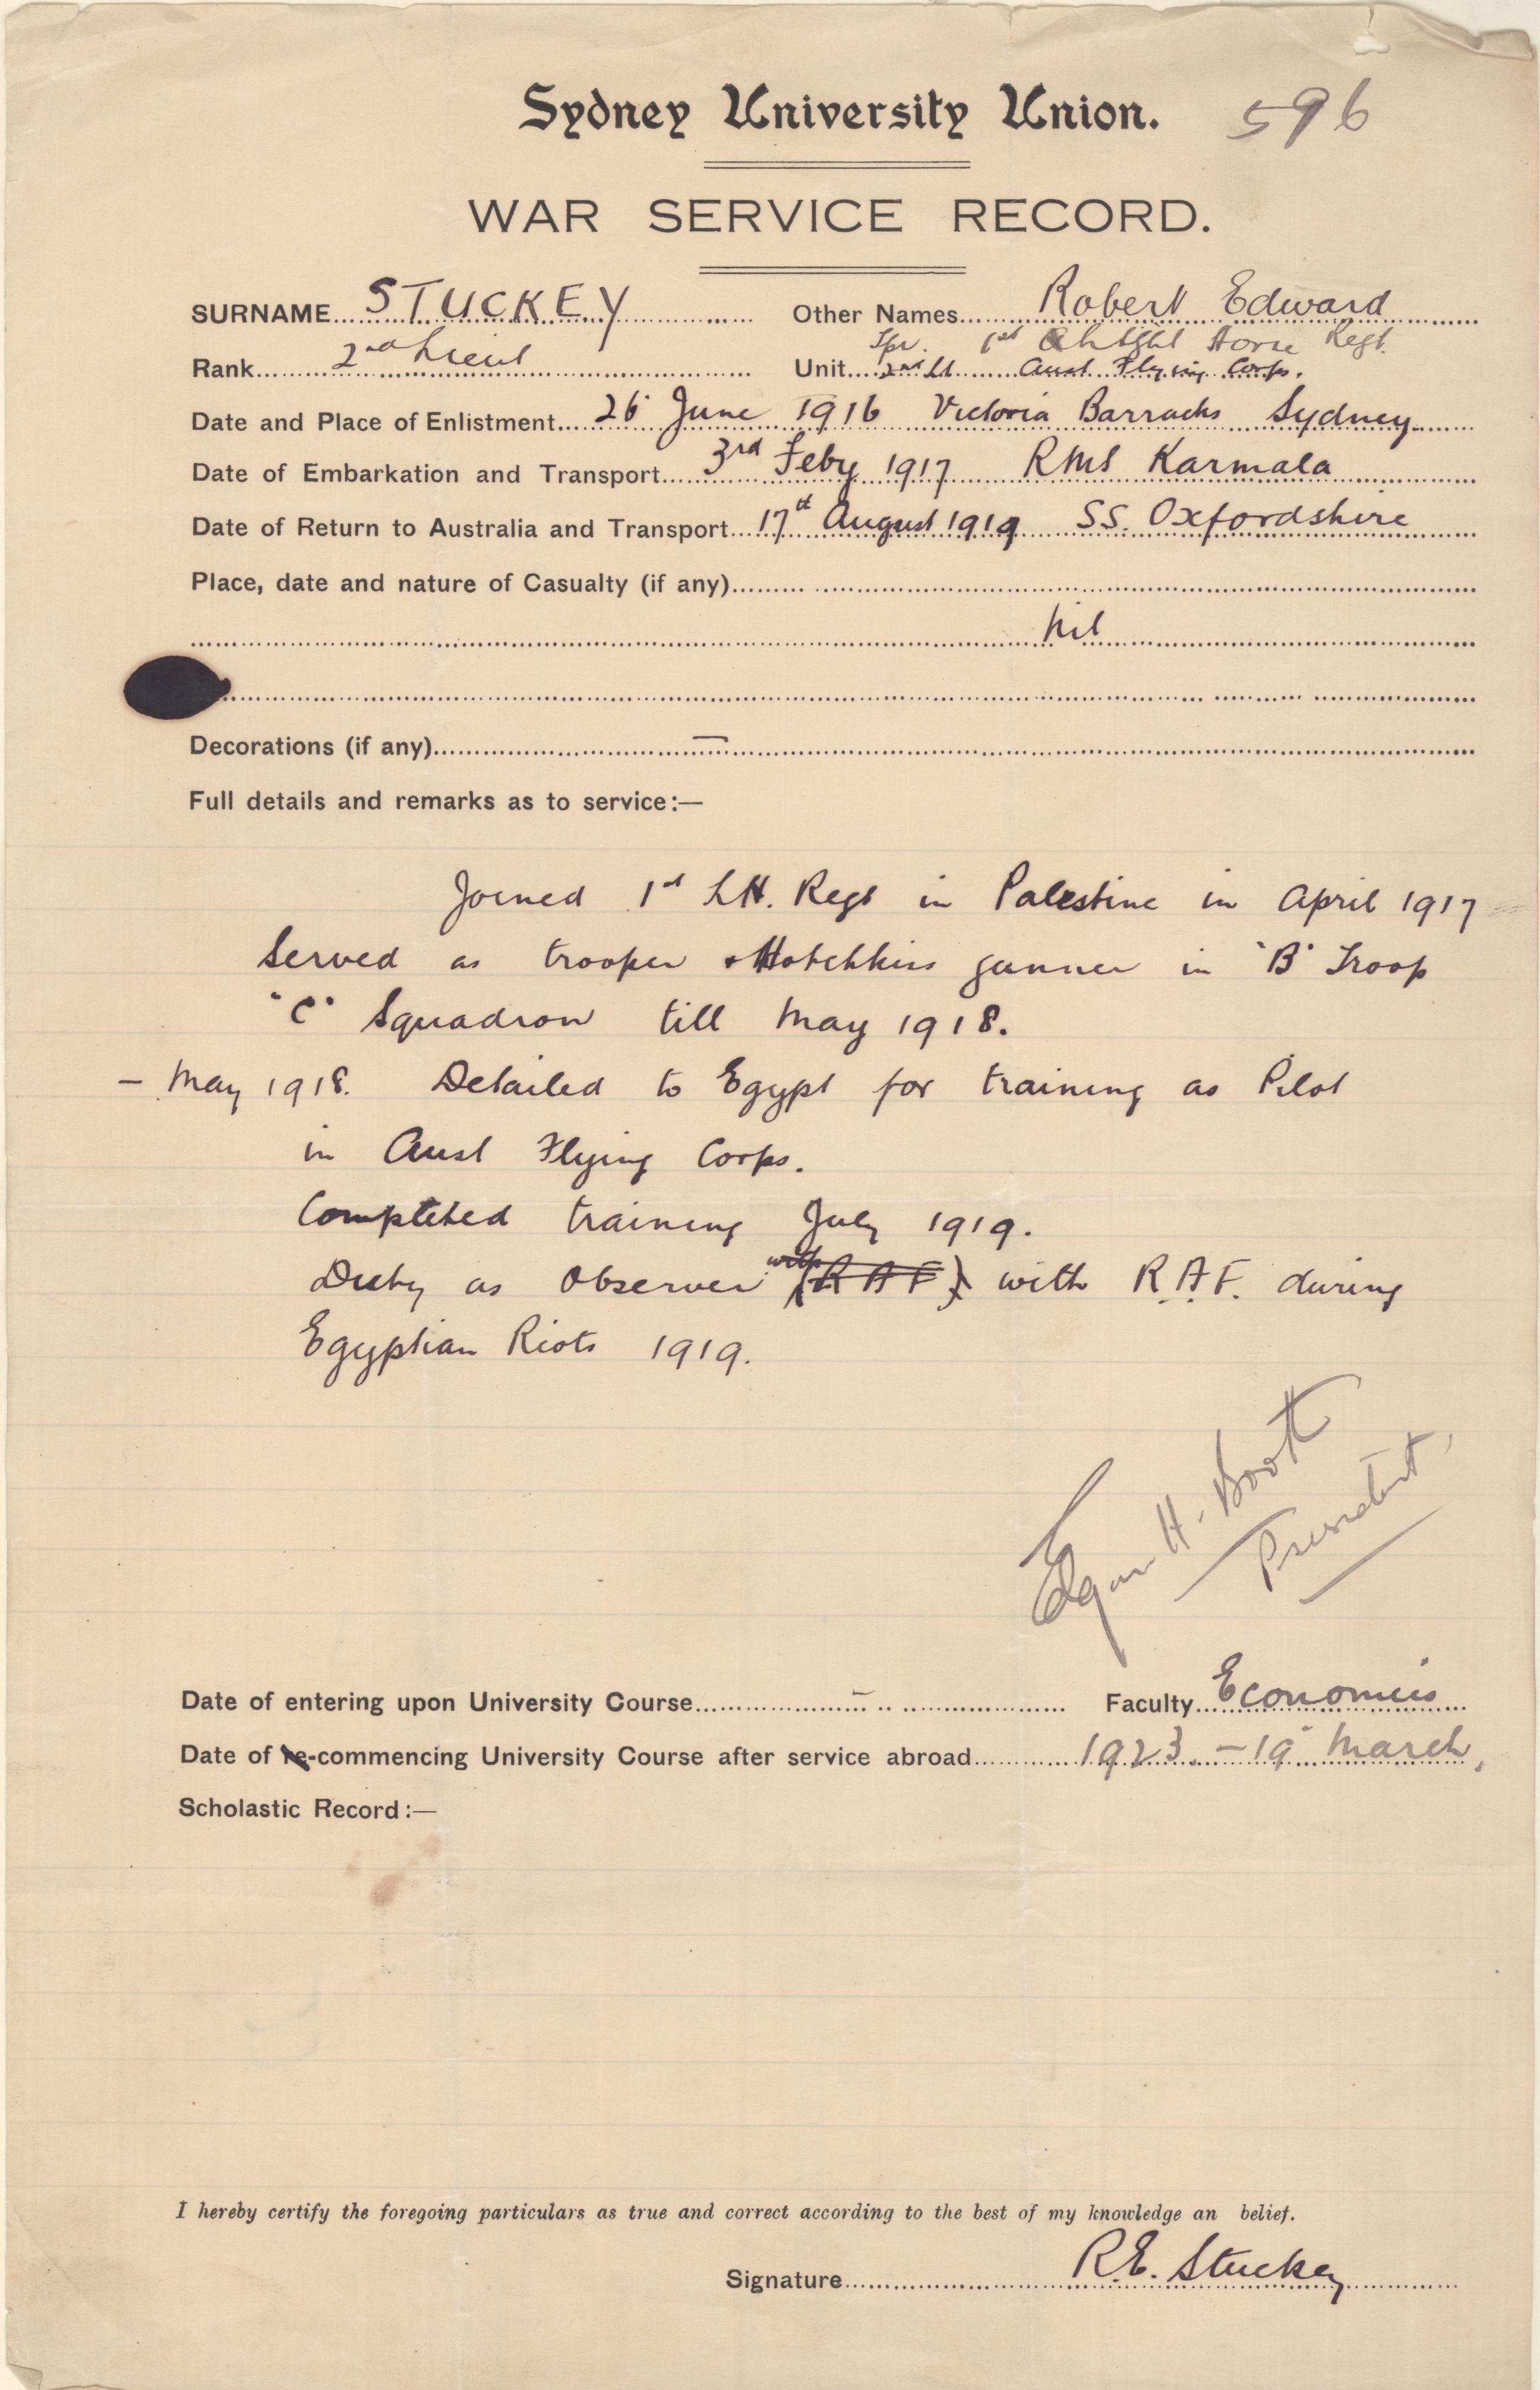 Sydney University Union. 596
WAR SERVICE RECORD.
SURNAME STUCKEY Other Names Robert Edward
Tpr. 1st Light Horse Regt.
Rank 2nd Lieut Unit 2nd Lt Aust Flying Corps.
Date and Place of Enlistment 26 June 1916 Victoria Barracks Sydney
Date of Embarkation and Transport 3rd Feby 1917 RMS Karmala
Date of Return to Australia and Transport 17th August 1919 SS. Oxfordshire
Place, date and nature of Casualty (if any)
Nil
Decorations (if any) —
Full details and remarks as to service:—
Joined 1st L.H. Regt in Palestine in April 1917
Served as trooper & Hotchkiss gunner in "B" Troop
"C" Squadron till May 1918.
— May 1918. Detailed to Egypt for training as Pilot
in Aust Flying Corps.
Completed training July 1919.
Duty as Observer with (RAF) with R.A.F. during
Egyptian Riots 1919.
Edgar H. Booth
President.
Date of entering upon University Course – Faculty Economics
Date of re-commencing University Course after service abroad 1923 – 19 March,
Scholastic Record:—
I hereby certify the foregoing particulars as true and correct according to the best of my knowledge an belief.
Signature R.E. Stuckey